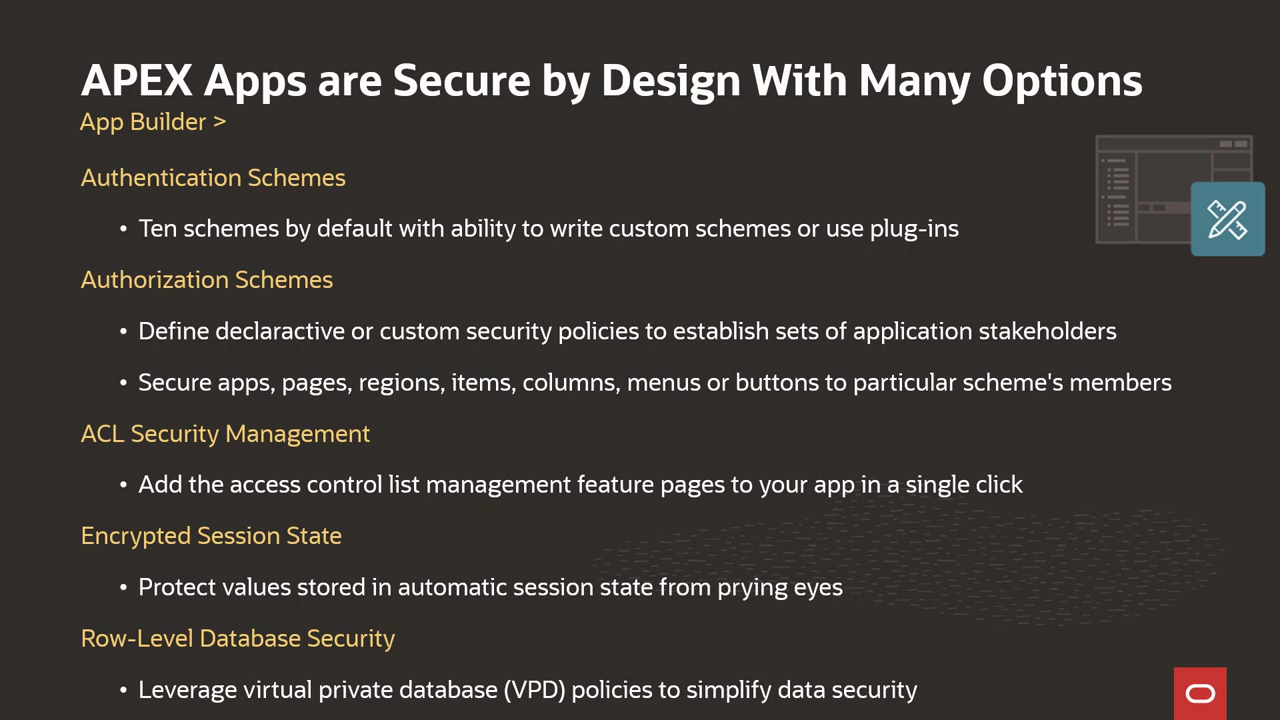 APEX Apps are Secure by Design With Many Options
App Builder >
Authentication Schemes
• Ten schemes by default with ability to write custom schemes or use plug-ins
Authorization Schemes
• Define declaractive or custom security policies to establish sets of application stakeholders
• Secure apps, pages, regions, items, columns, menus or buttons to particular scheme's members
ACL Security Management
• Add the access control list management feature pages to your app in a single click
Encrypted Session State
• Protect values stored in automatic session state from prying eyes
Row-Level Database Security
• Leverage virtual private database (VPD) policies to simplify data security